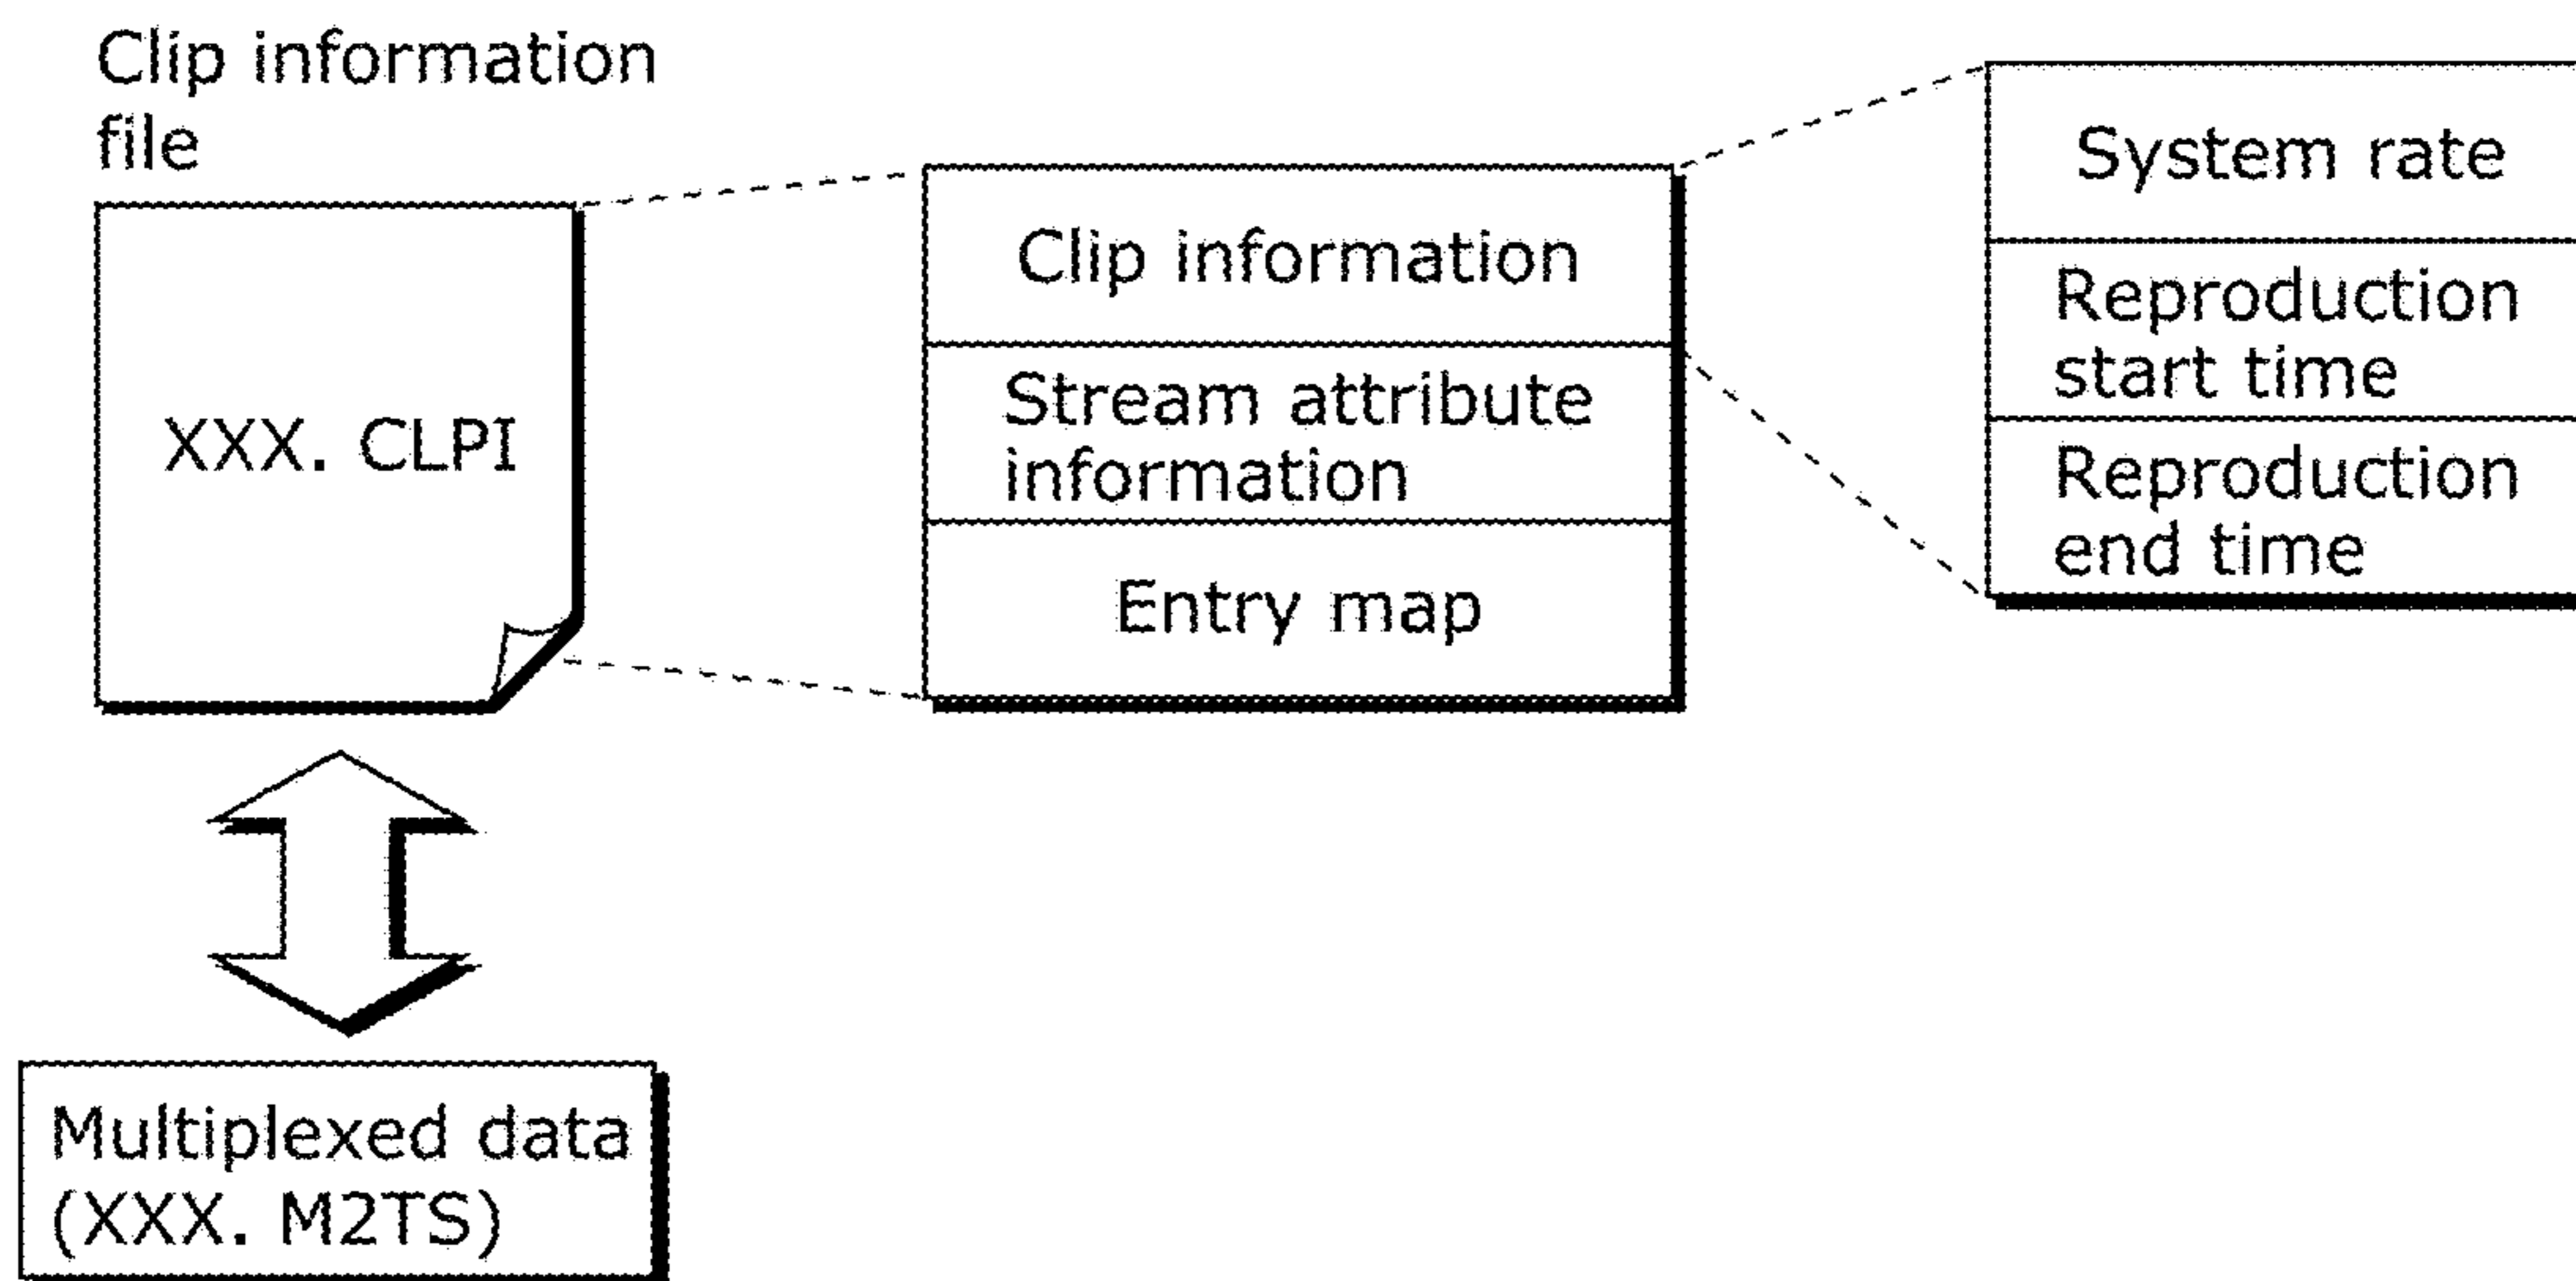 Clip information
file
XXX. CLPI
Clip information
Stream attribute
information
Entry map
System rate
Reproduction
start time
Reproduction
end time
Multiplexed data
(XXX. M2TS)